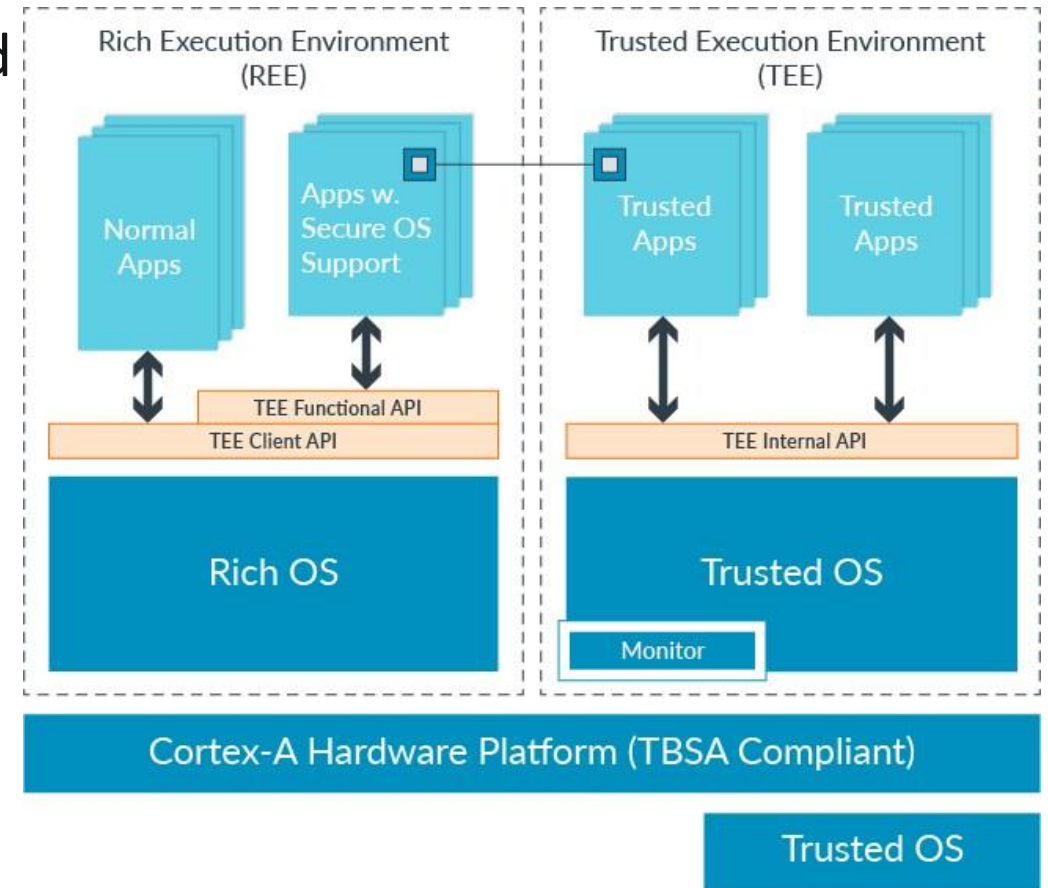 Rich Execution Environment
(REE)
Trusted Execution Environment
(TEE)
Normal
Apps
Apps w.
Secure OS
Support
Trusted
Apps
Trusted
Apps
TEE Functional API
TEE Client API
TEE Internal API
Rich OS
Trusted OS
Monitor
Cortex-A Hardware Platform (TBSA Compliant)
Trusted OS